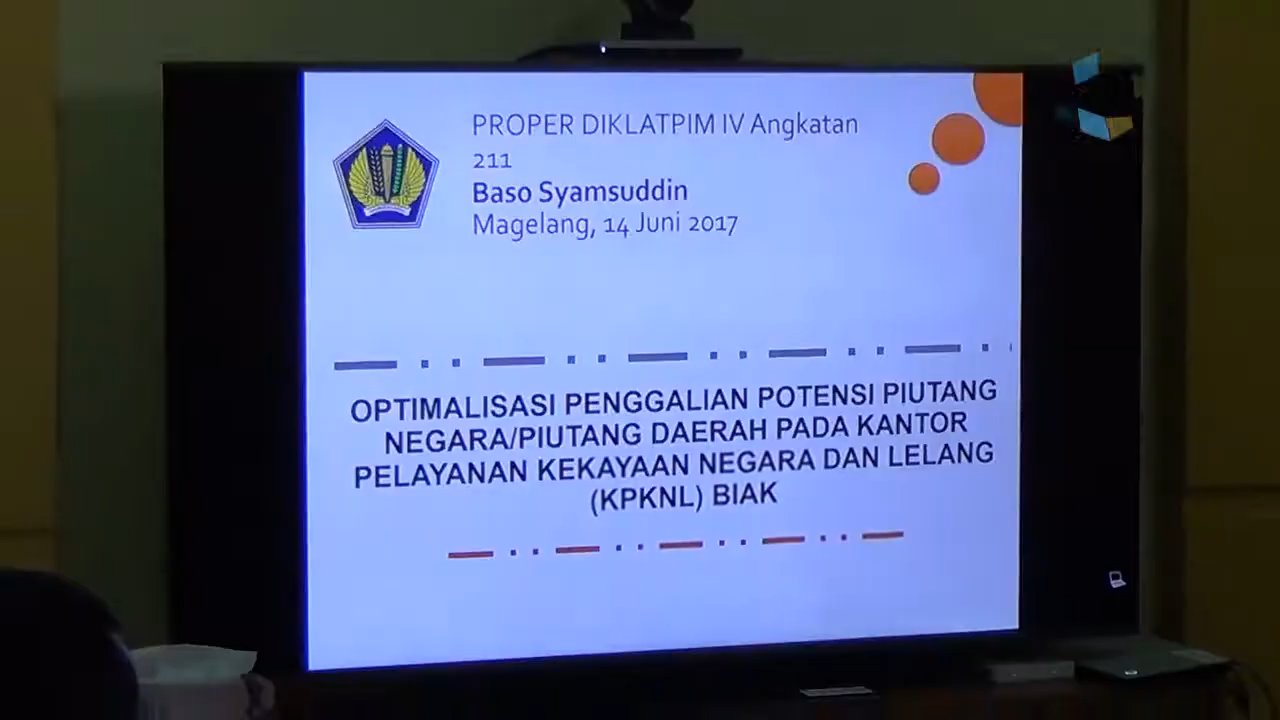 PROPER DIKLATPIM IV Angkatan
211
Baso Syamsuddin
Magelang, 14 Juni 2017
OPTIMALISASI PENGGALIAN POTENSI PIUTANG
NEGARA/PIUTANG DAERAH PADA KANTOR
PELAYANAN KEKAYAAN NEGARA DAN LELANG
(KPKNL) BIAK